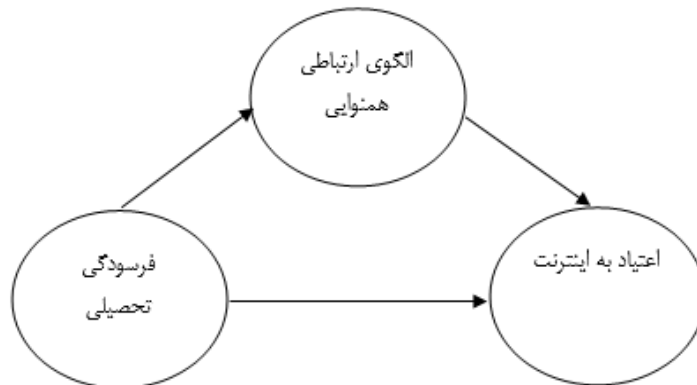 الگوی ارتباطی
همنوایی
فرسودگی
تحصیلی
اعتیاد به اینترنت